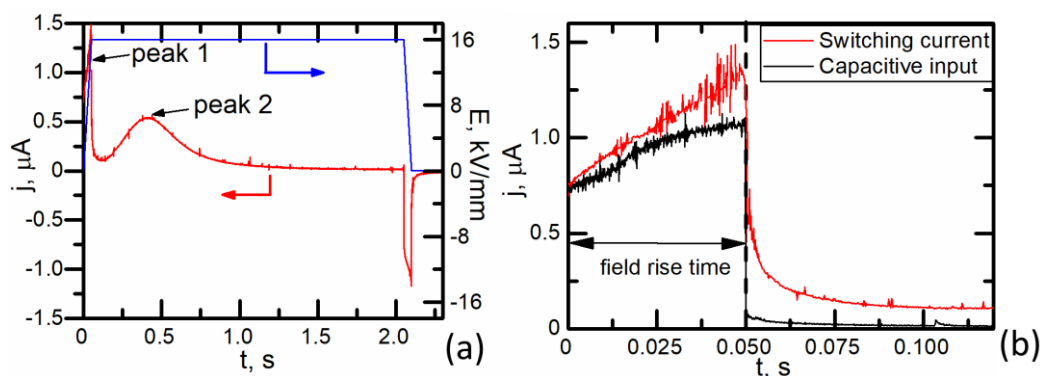 1.5
1.0
0.5
0
-0.5
-1.0
-1.5
j, μA
peak 1
peak 2
16
8
0
-8
-16
E, kV/mm
0
0.5
1.0
1.5
2.0
t, s
(a)
1.5
1.0
0.5
0
j, μA
Switching current
Capacitive input
field rise time
0
0.025
0.050
0.075
0.100
t, s
(b)